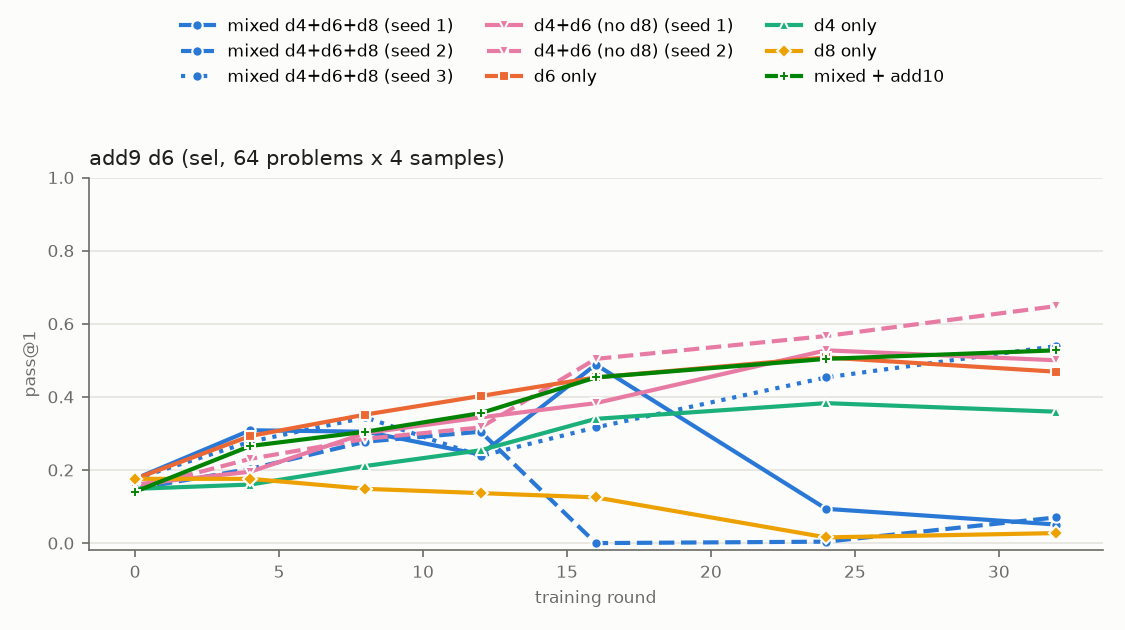 mixed d4+d6+d8 (seed 1)
mixed d4+d6+d8 (seed 2)
mixed d4+d6+d8 (seed 3)
d4+d6 (no d8) (seed 1)
d4+d6 (no d8) (seed 2)
d6 only
d4 only
d8 only
mixed + add10
add9 d6 (sel, 64 problems x 4 samples)
pass@1
1.0
0.8
0.6
0.4
0.2
0.0
0 5 10 15 20 25 30
training round